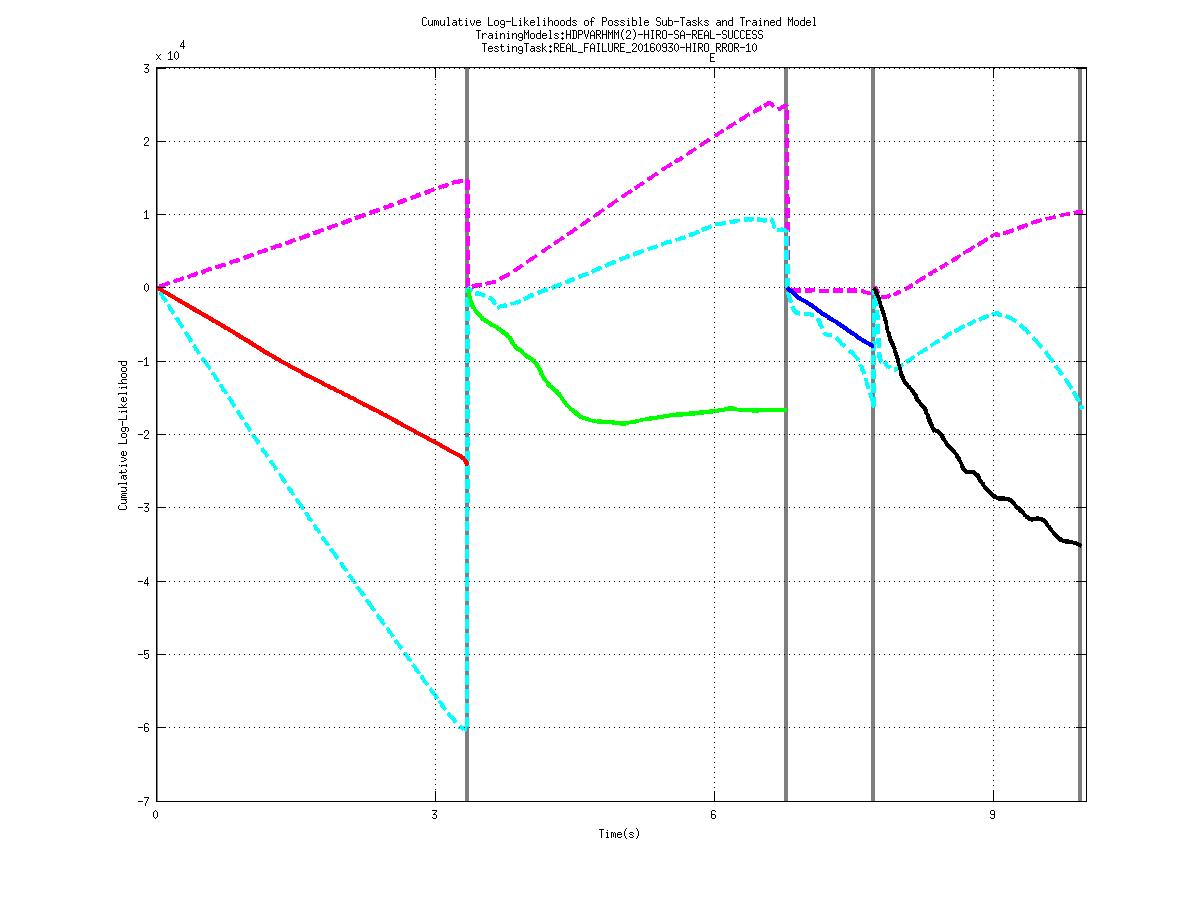 Cumulative Log-Likelihoods of Possible Sub-Tasks and Trained Model
TrainingModels:HDPVARHMM(2)-HIRO-SA-REAL-SUCCESS
TestingTask:REAL_FAILURE_20160930-HIRO_RROR-10
E
x 10^4
3
2
1
0
-1
-2
-3
-4
-5
-6
-7
Cumulative Log-Likelihood
0 3 6 9
Time(s)